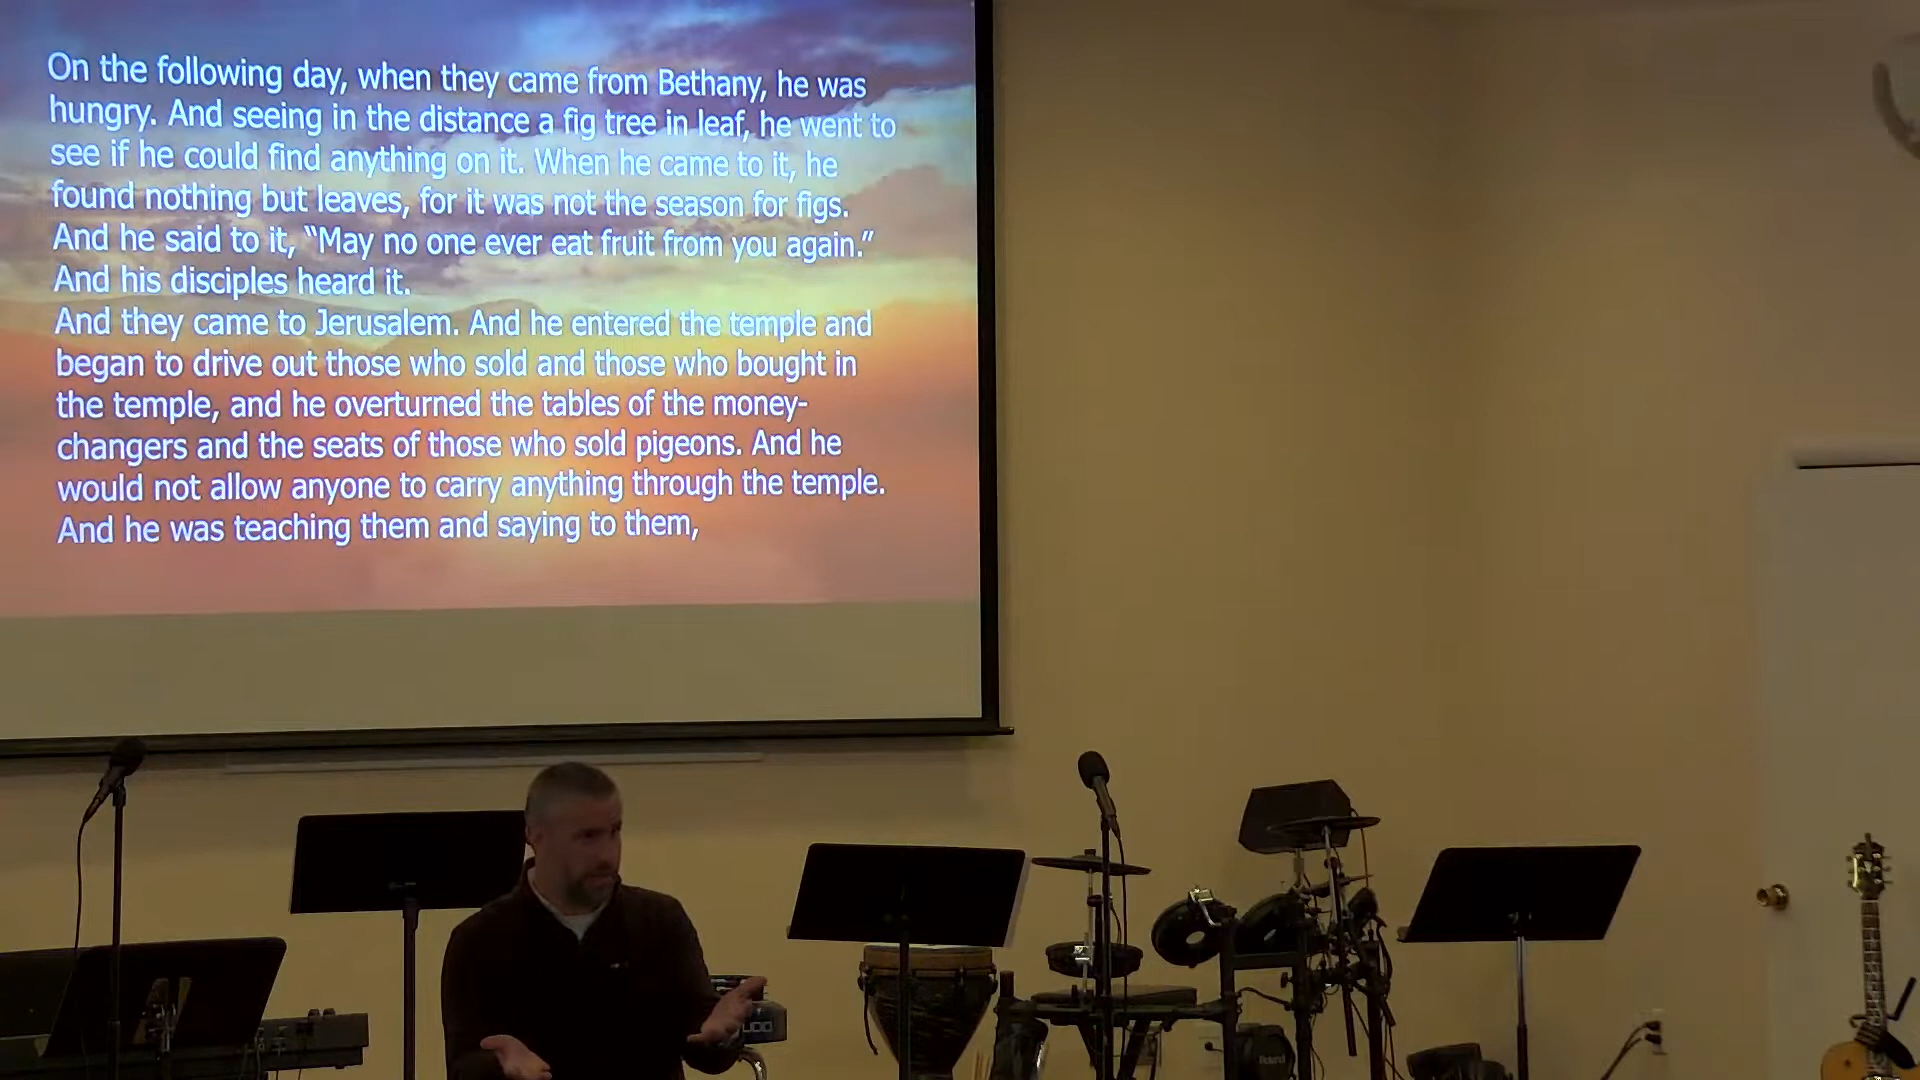 On the following day, when they came from Bethany, he was
hungry. And seeing in the distance a fig tree in leaf, he went to
see if he could find anything on it. When he came to it, he
found nothing but leaves, for it was not the season for figs.
And he said to it, “May no one ever eat fruit from you again.”
And his disciples heard it.
And they came to Jerusalem. And he entered the temple and
began to drive out those who sold and those who bought in
the temple, and he overturned the tables of the money-
changers and the seats of those who sold pigeons. And he
would not allow anyone to carry anything through the temple.
And he was teaching them and saying to them,
Roland